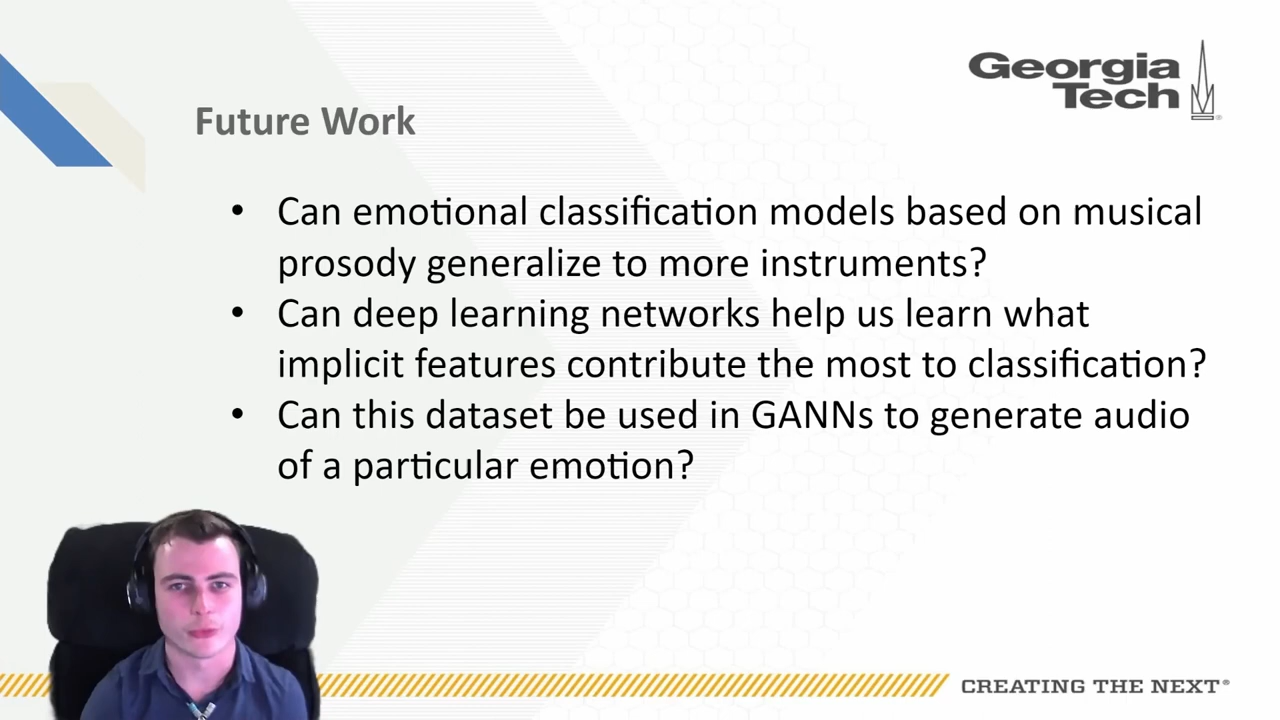 Georgia
Tech
Future Work
• Can emotional classification models based on musical
prosody generalize to more instruments?
• Can deep learning networks help us learn what
implicit features contribute the most to classification?
• Can this dataset be used in GANNs to generate audio
of a particular emotion?
CREATING THE NEXT®